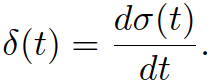 δ(t) = dσ(t)/dt.